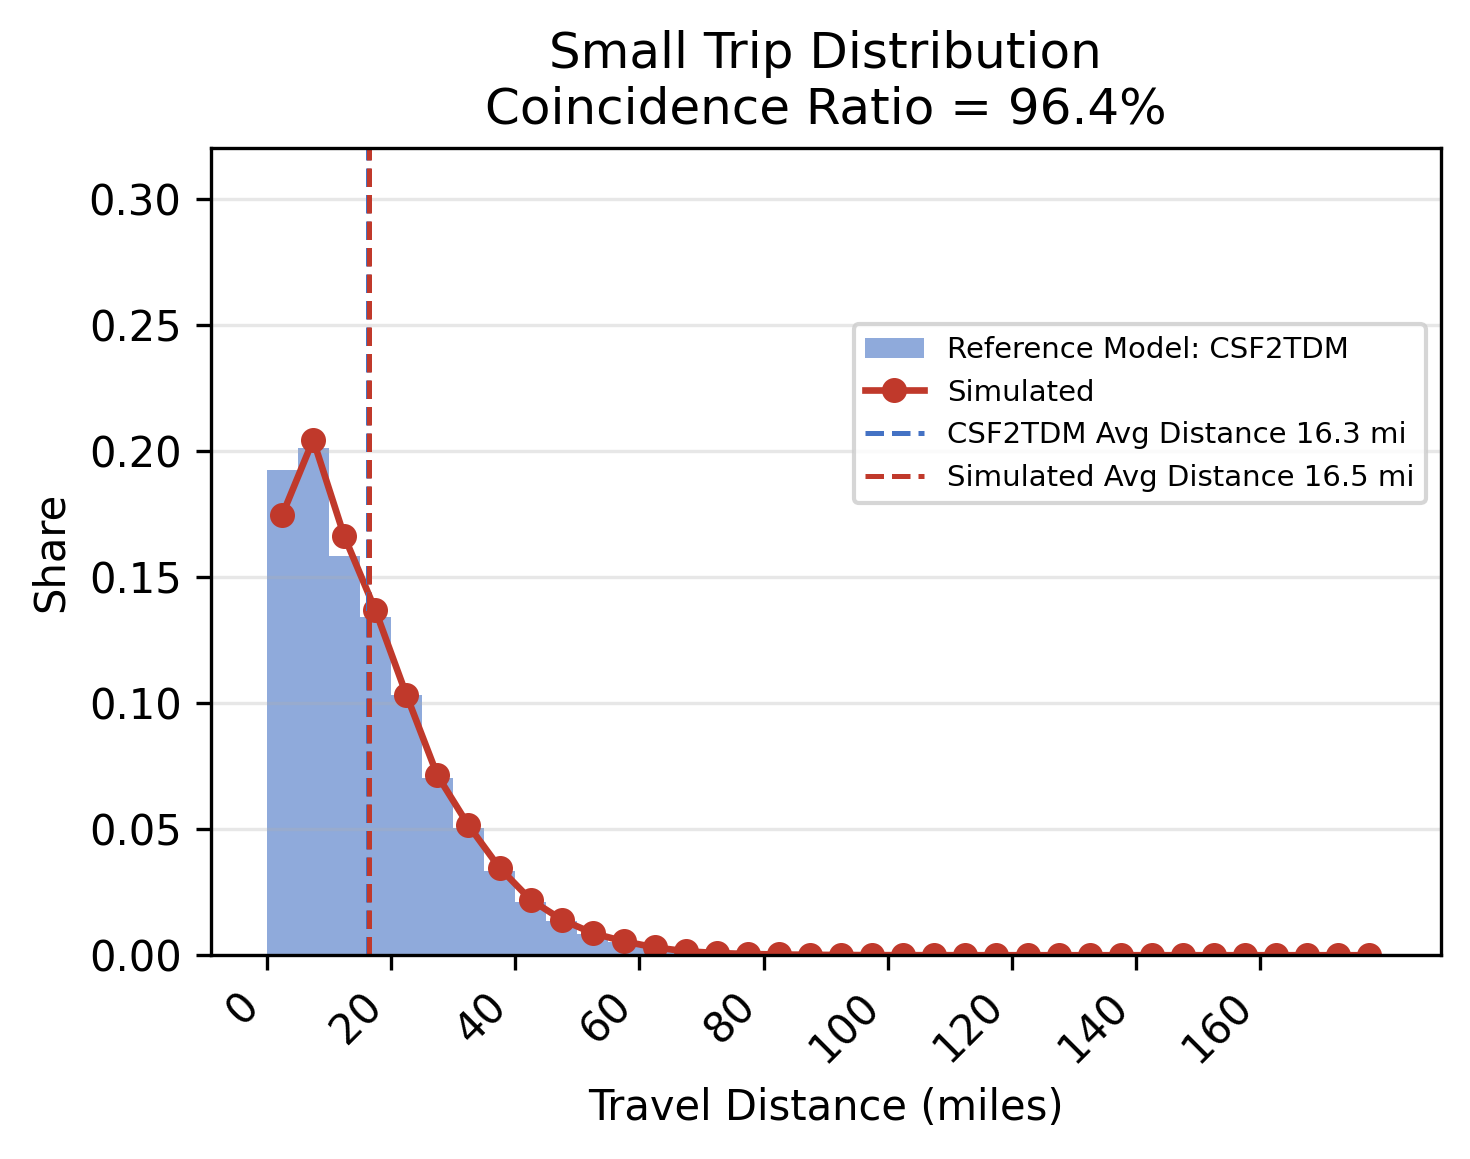 Small Trip Distribution
Coincidence Ratio = 96.4%
0.30
0.25
0.20
0.15
0.10
0.05
0.00
Share
Reference Model: CSF2TDM
Simulated
CSF2TDM Avg Distance 16.3 mi
Simulated Avg Distance 16.5 mi
0 20 40 60 80 100 120 140 160
Travel Distance (miles)